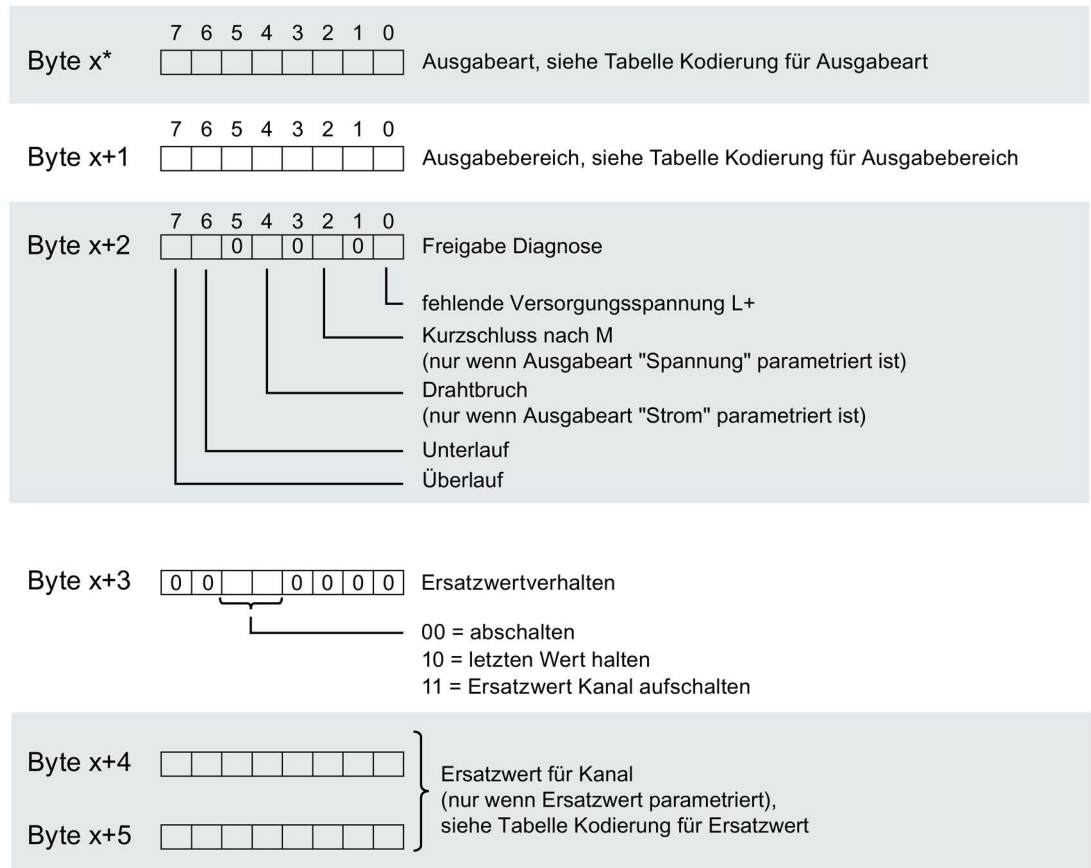 7 6 5 4 3 2 1 0
Byte x* Ausgabeart, siehe Tabelle Kodierung für Ausgabeart
7 6 5 4 3 2 1 0
Byte x+1 Ausgabebereich, siehe Tabelle Kodierung für Ausgabebereich
7 6 5 4 3 2 1 0
Byte x+2 0 0 0 Freigabe Diagnose
fehlende Versorgungsspannung L+
Kurzschluss nach M
(nur wenn Ausgabeart "Spannung" parametriert ist)
Drahtbruch
(nur wenn Ausgabeart "Strom" parametriert ist)
Unterlauf
Überlauf
Byte x+3 0 0 0 0 0 0 Ersatzwertverhalten
00 = abschalten
10 = letzten Wert halten
11 = Ersatzwert Kanal aufschalten
Byte x+4
Ersatzwert für Kanal
(nur wenn Ersatzwert parametriert),
siehe Tabelle Kodierung für Ersatzwert
Byte x+5